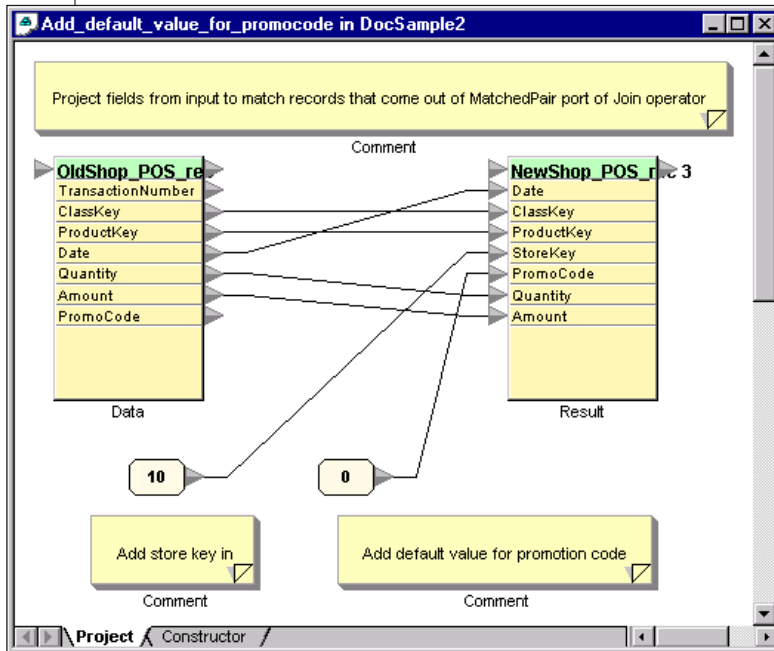 Add_default_value_for_promocode in DocSample2
Project fields from input to match records that come out of MatchedPair port of Join operator
Comment
OldShop_POS_re
TransactionNumber
ClassKey
ProductKey
Date
Quantity
Amount
PromoCode
Data
NewShop_POS_re 3
Date
ClassKey
ProductKey
StoreKey
PromoCode
Quantity
Amount
Result
10
0
Add store key in
Comment
Add default value for promotion code
Comment
Project
Constructor